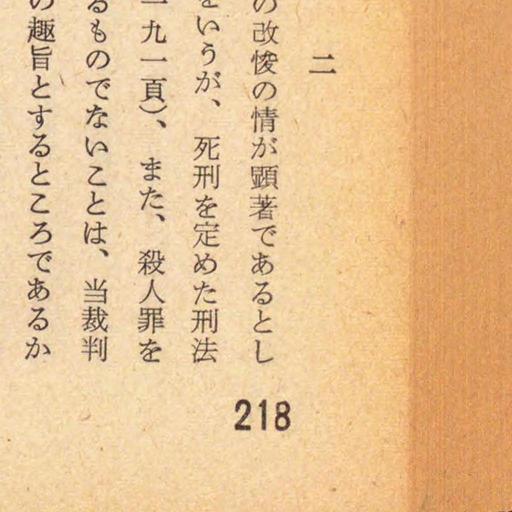 二
の改悛の情が顕著であるとし
をいうが、死刑を定めた刑法
一九一頁)、また、殺人罪を
るものでないことは、当裁判
の趣旨とするところであるか
218